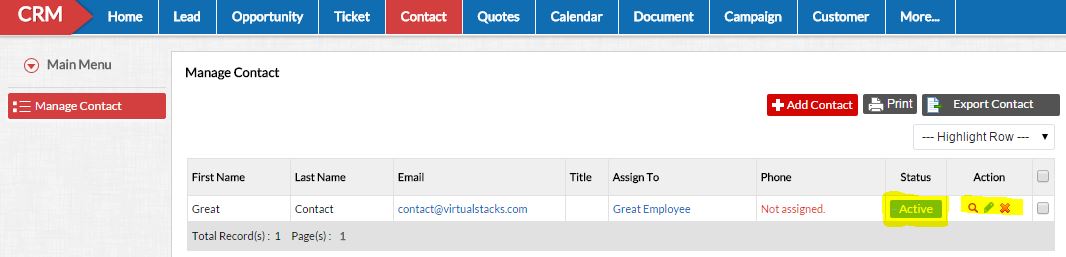 CRM Home Lead Opportunity Ticket Contact Quotes Calendar Document Campaign Customer More...
Main Menu
Manage Contact
Manage Contact
Add Contact Print Export Contact
--- Highlight Row ---
First Name Last Name Email Title Assign To Phone Status Action
Great Contact contact@virtualstacks.com Great Employee Not assigned. Active
Total Record(s) : 1 Page(s) : 1